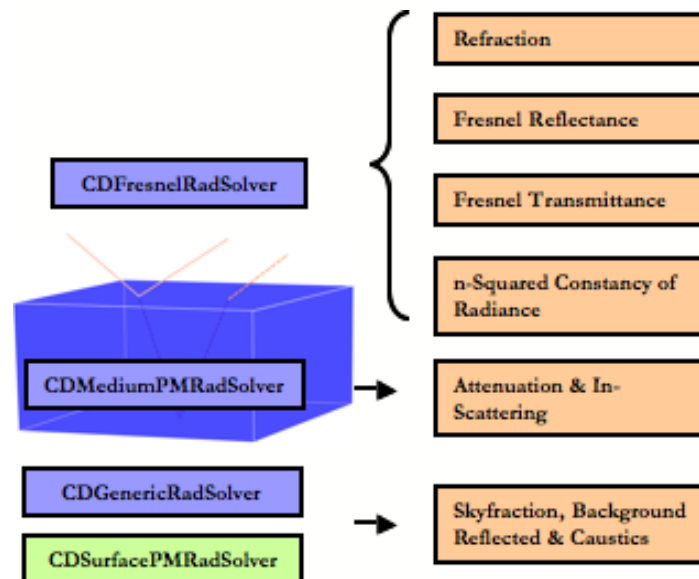 Refraction
Fresnel Reflectance
CDFresnelRadSolver
Fresnel Transmittance
n-Squared Constancy of
Radiance
CDMediumPMRadSolver
Attenuation & In-
Scattering
CDGenericRadSolver
Skyfraction, Background
Reflected & Caustics
CDSurfacePMRadSolver